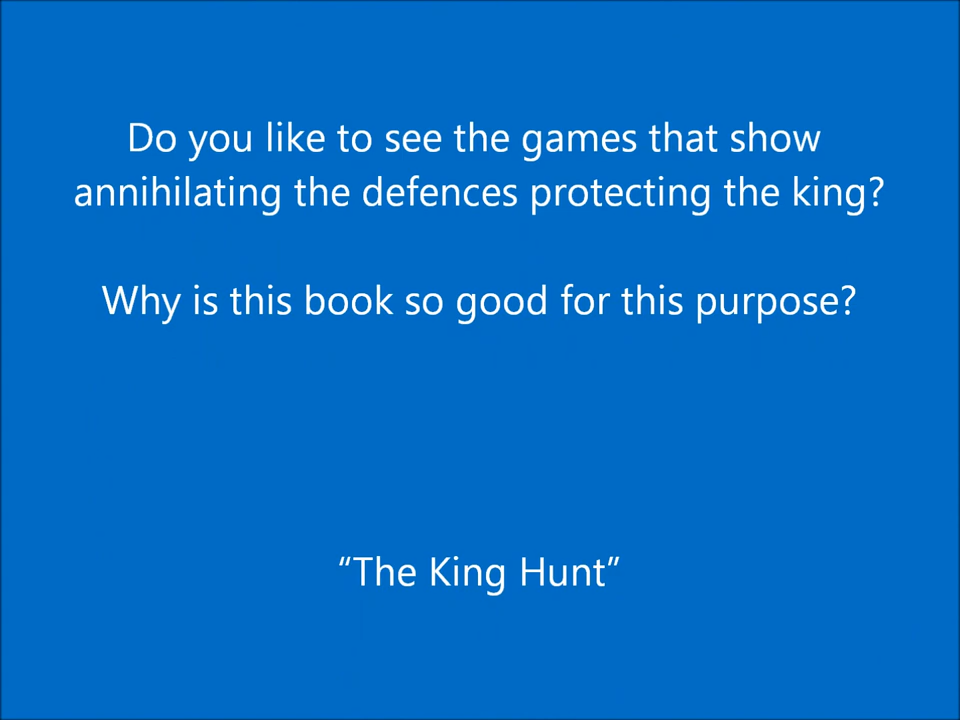 Do you like to see the games that show
annihilating the defences protecting the king?
Why is this book so good for this purpose?
“The King Hunt”